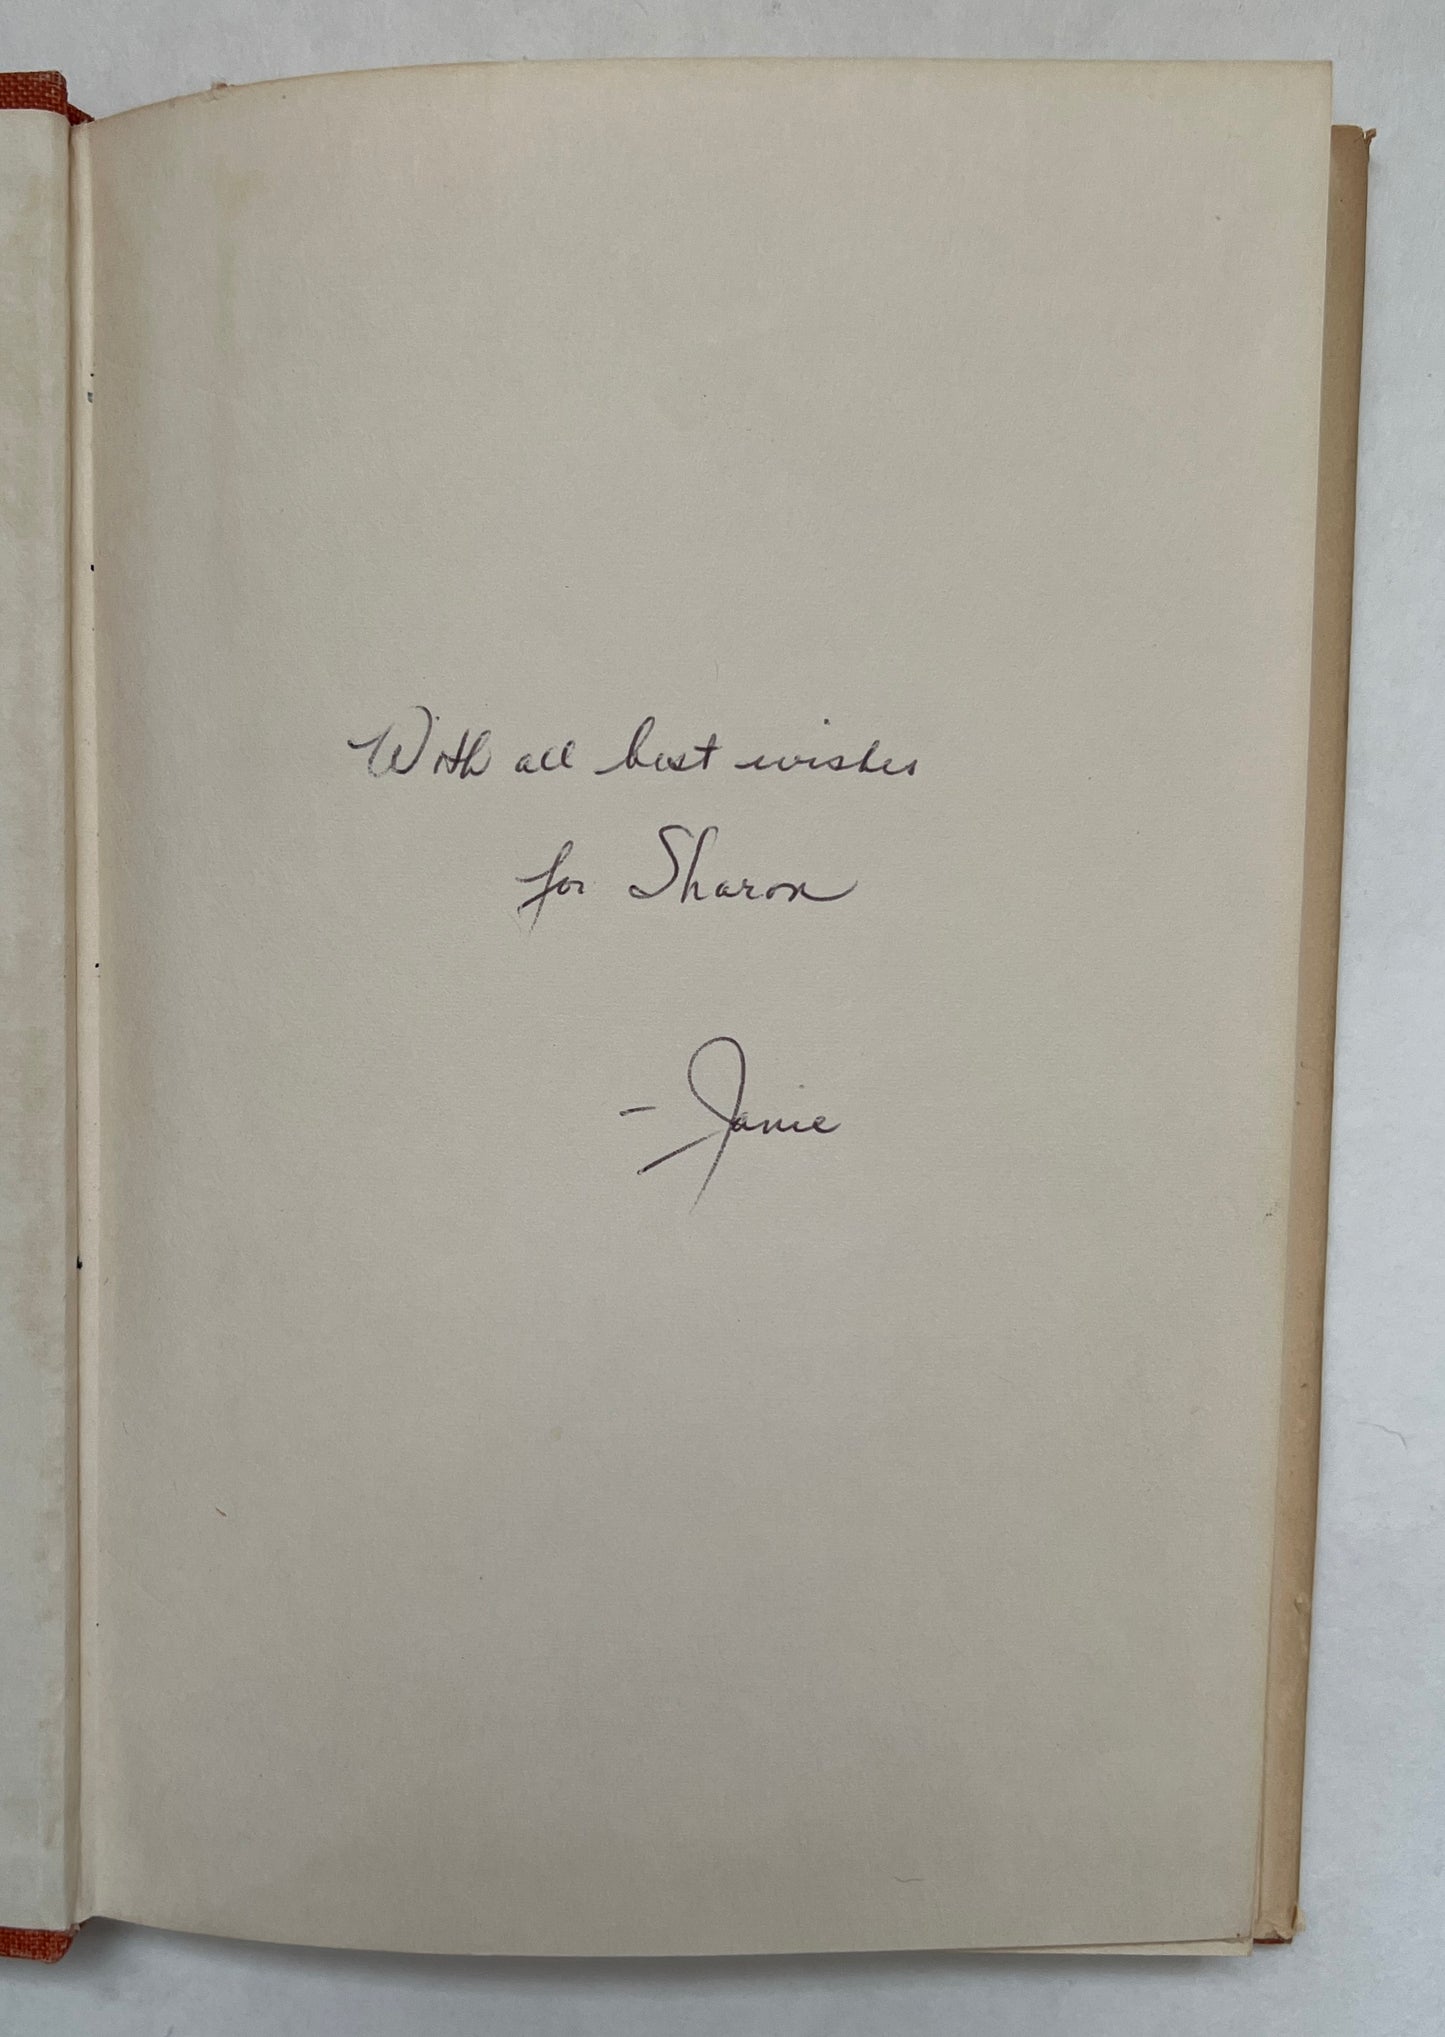 With all best wishes
for Sharon
- Janie